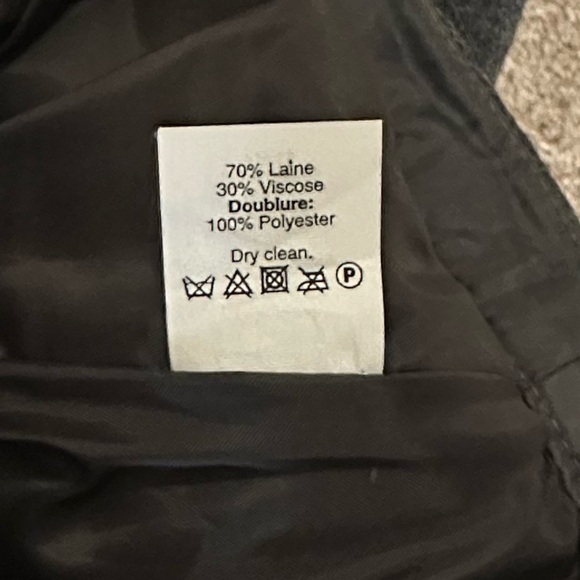 70% Laine
30% Viscose
Doublure:
100% Polyester
Dry clean.
P